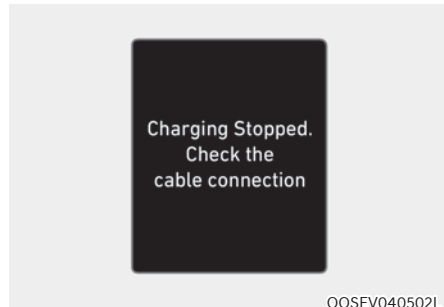 Charging Stopped.
Check the
cable connection
OOSEV040502L